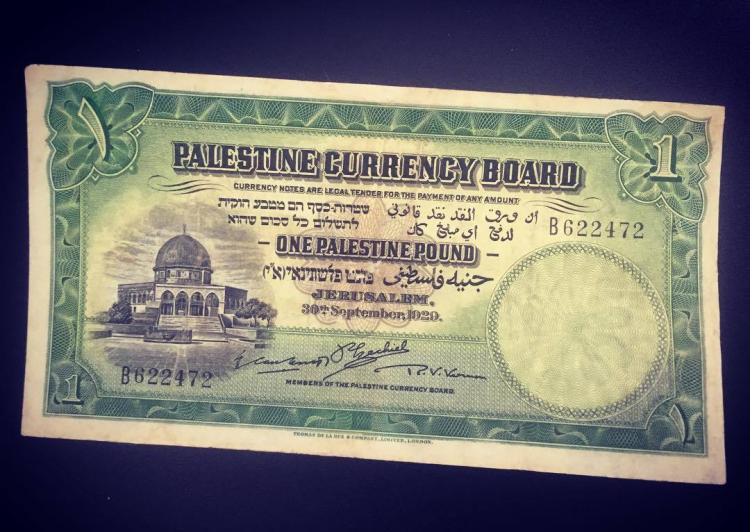 ١
1
PALESTINE CURRENCY BOARD
CURRENCY NOTES ARE LEGAL TENDER FOR THE PAYMENT OF ANY AMOUNT
שטרות-כסף הם מטבע חוקית
לתשלום כל סכום שהוא
ان ورق النقد نقد قانوني
لدفع اي مبلغ كان
B622472
ONE PALESTINE POUND
פונט פלשתינאי (א״י)
جنيه فلسطيني
JERUSALEM.
30th September, 1929.
B622472
MEMBERS OF THE PALESTINE CURRENCY BOARD.
1
١
THOMAS DE LA RUE & COMPANY, LIMITED, LONDON.